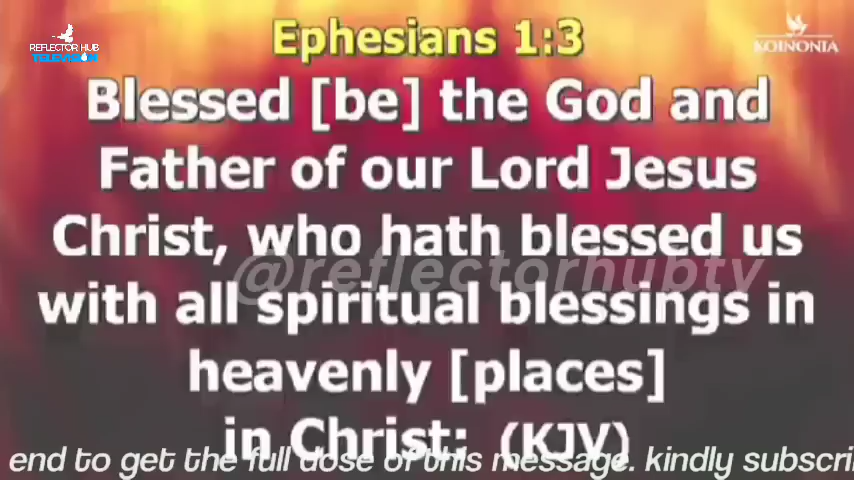 Ephesians 1:3
REFLECTOR HUB
TELEVISION
KOINONIA
Blessed [be] the God and
Father of our Lord Jesus
Christ, who hath blessed us
@reflectorhubtv
with all spiritual blessings in
heavenly [places]
in Christ: (KJV)
end to get the full dose of this message. kindly subscri